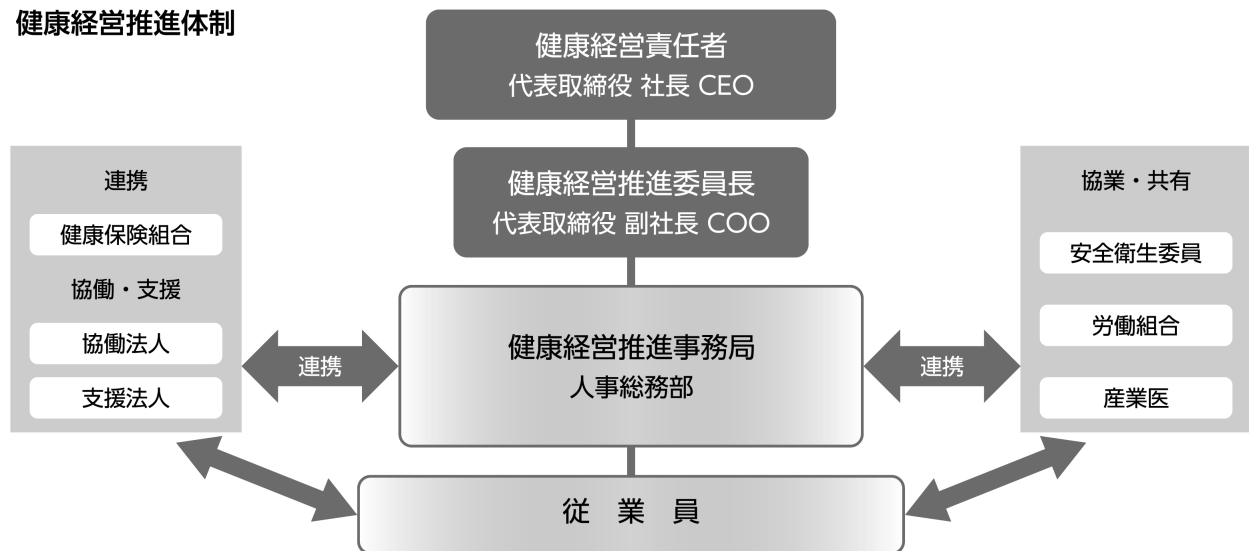 健康経営推進体制
健康経営責任者
代表取締役 社長 CEO
健康経営推進委員長
代表取締役 副社長 COO
連携
健康保険組合
協働・支援
協働法人
支援法人
連携
健康経営推進事務局
人事総務部
連携
協業・共有
安全衛生委員
労働組合
産業医
従 業 員